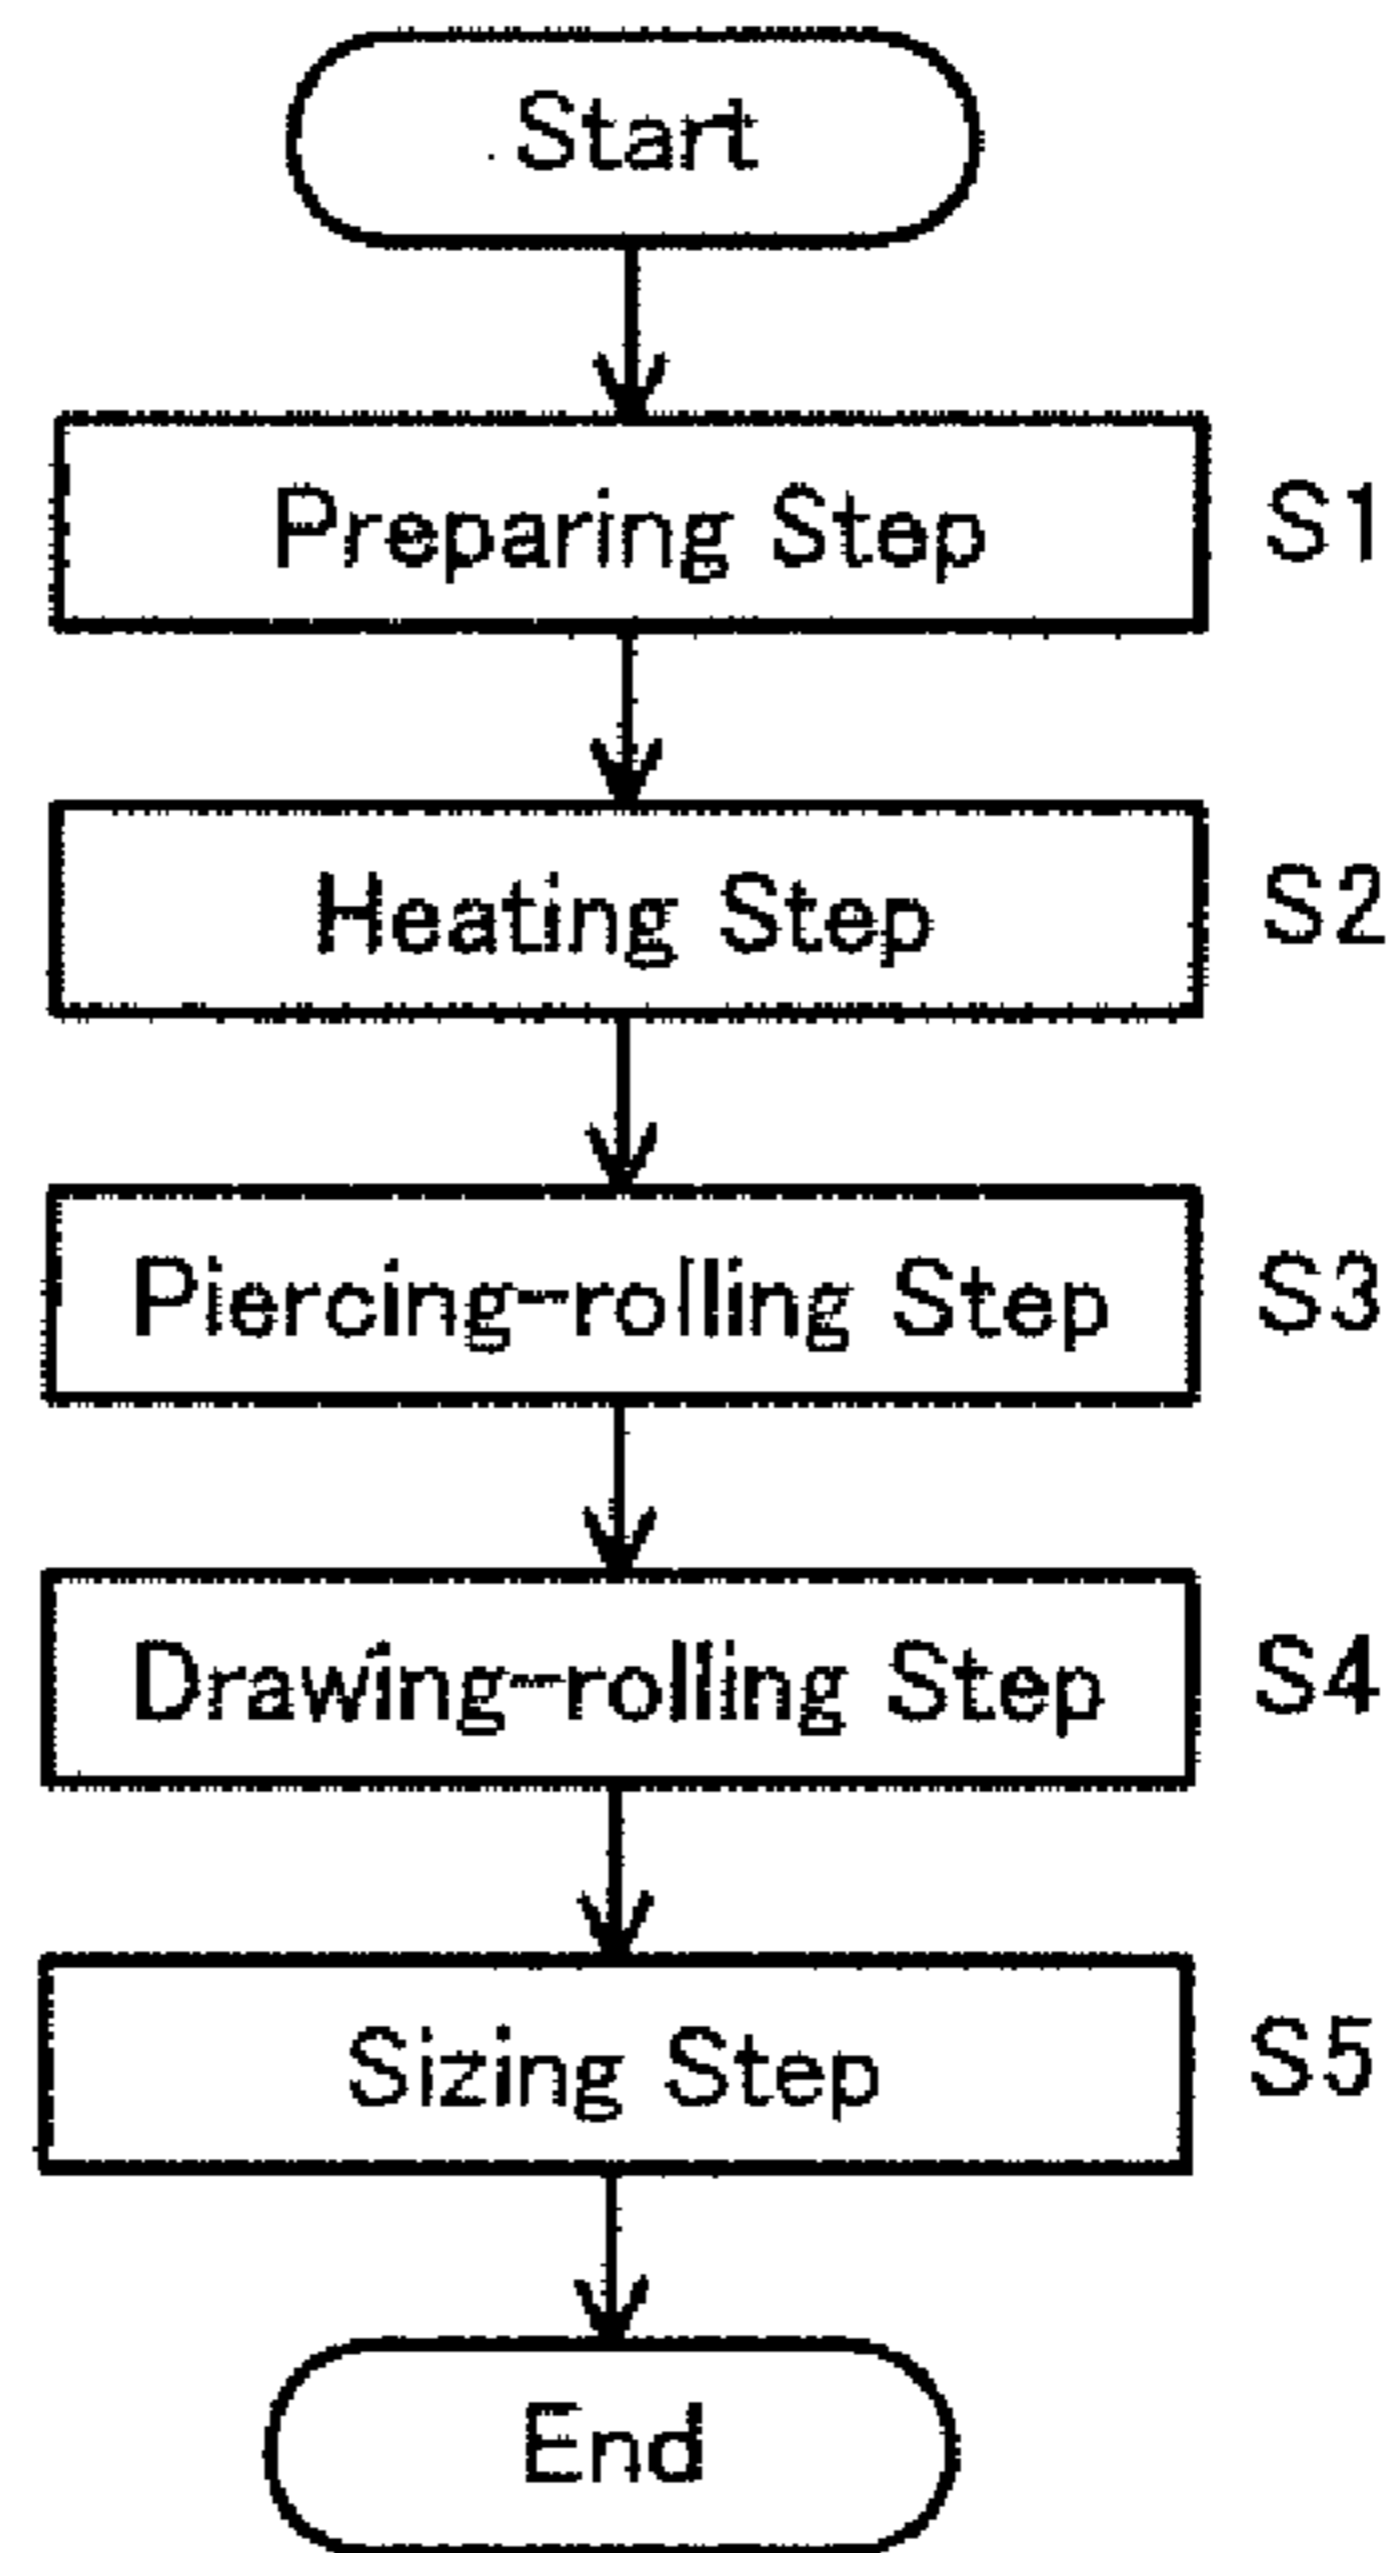 Start
Preparing Step S1
Heating Step S2
Piercing-rolling Step S3
Drawing-rolling Step S4
Sizing Step S5
End